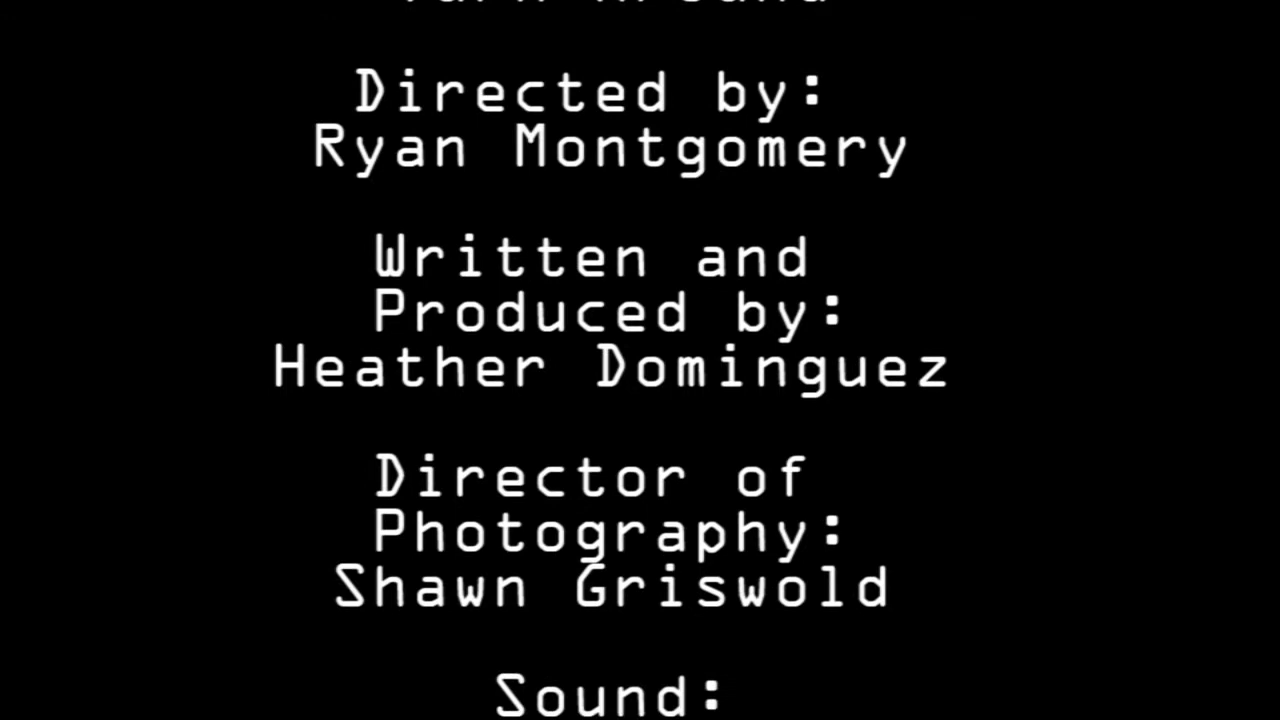 Directed by:
Ryan Montgomery
Written and
Produced by:
Heather Dominguez
Director of
Photography:
Shawn Griswold
Sound: